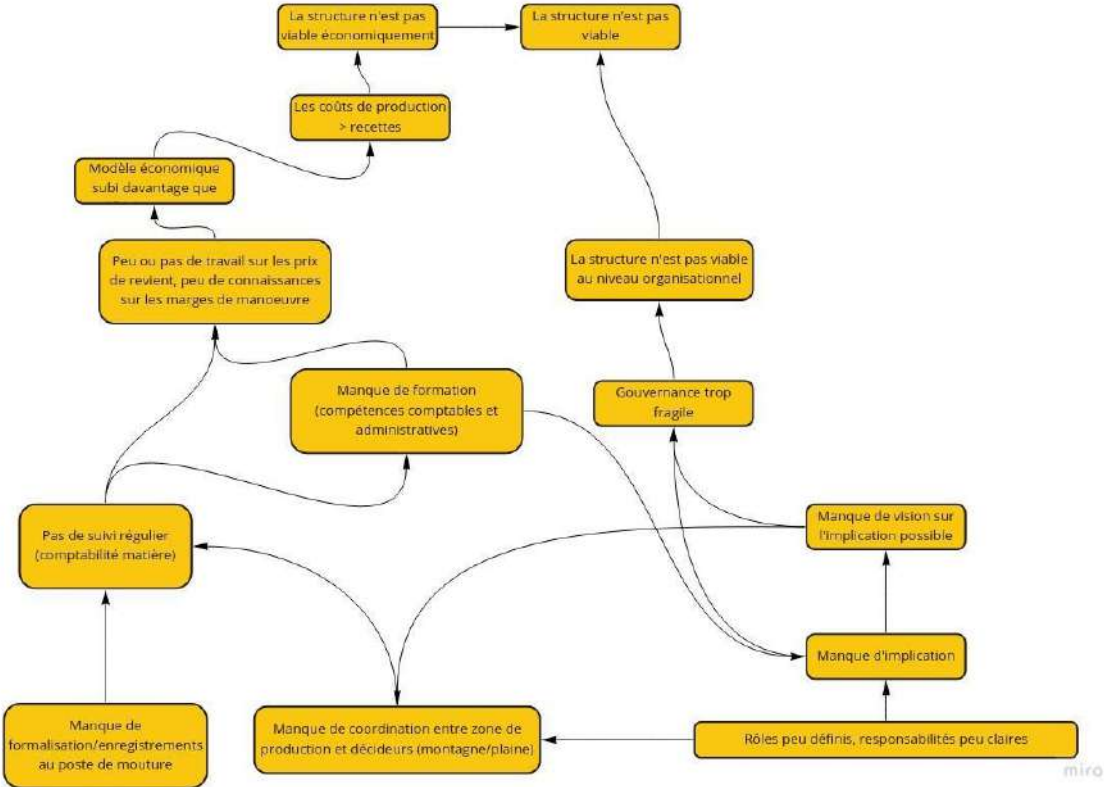 La structure n'est pas
viable économiquement
La structure n'est pas
viable
Les coûts de production
> recettes
Modèle économique
subi davantage que
Peu ou pas de travail sur les prix
de revient, peu de connaissances
sur les marges de manoeuvre
La structure n'est pas viable
au niveau organisationnel
Manque de formation
(compétences comptables et
administratives)
Gouvernance trop
fragile
Pas de suivi régulier
(comptabilité matière)
Manque de vision sur
l'implication possible
Manque d'implication
Manque de
formalisation/enregistrements
au poste de mouture
Manque de coordination entre zone de
production et décideurs (montagne/plaine)
Rôles peu définis, responsabilités peu claires
miro